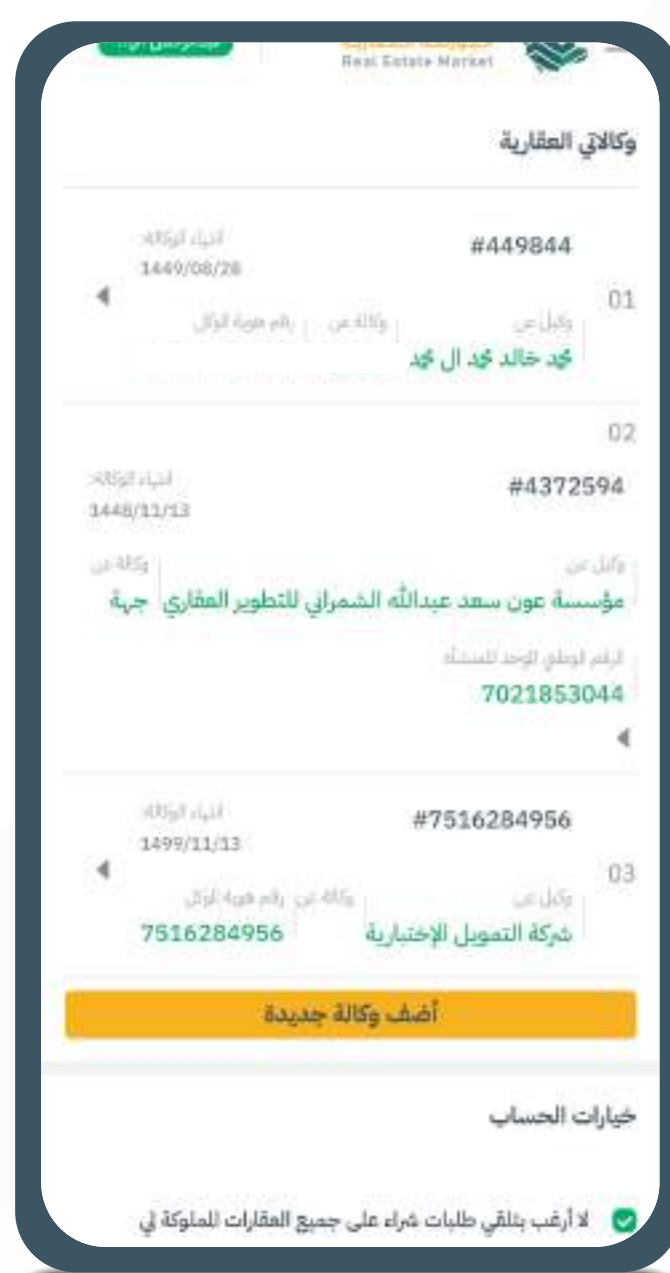 Real Estate Market
وكالاتي العقارية
01
#449844
انتهاء الوكالة:
1449/08/28
وكيل عن
وكالة عن
رقم هوية الموكل
محمد خالد محمد ال محمد
02
#4372594
انتهاء الوكالة:
1448/11/13
وكيل عن
وكالة عن
مؤسسة عون سعد عبدالله الشمراني للتطوير العقاري
جهة
الرقم الوطني الموحد للمنشأة
7021853044
03
#7516284956
انتهاء الوكالة:
1499/11/13
وكيل عن
وكالة عن
رقم هوية الموكل
شركة التمويل الإختبارية
7516284956
أضف وكالة جديدة
خيارات الحساب
لا أرغب بتلقي طلبات شراء على جميع العقارات المملوكة لي